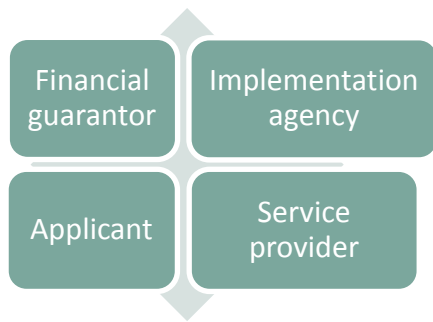 Financial
guarantor
Implementation
agency
Applicant
Service
provider